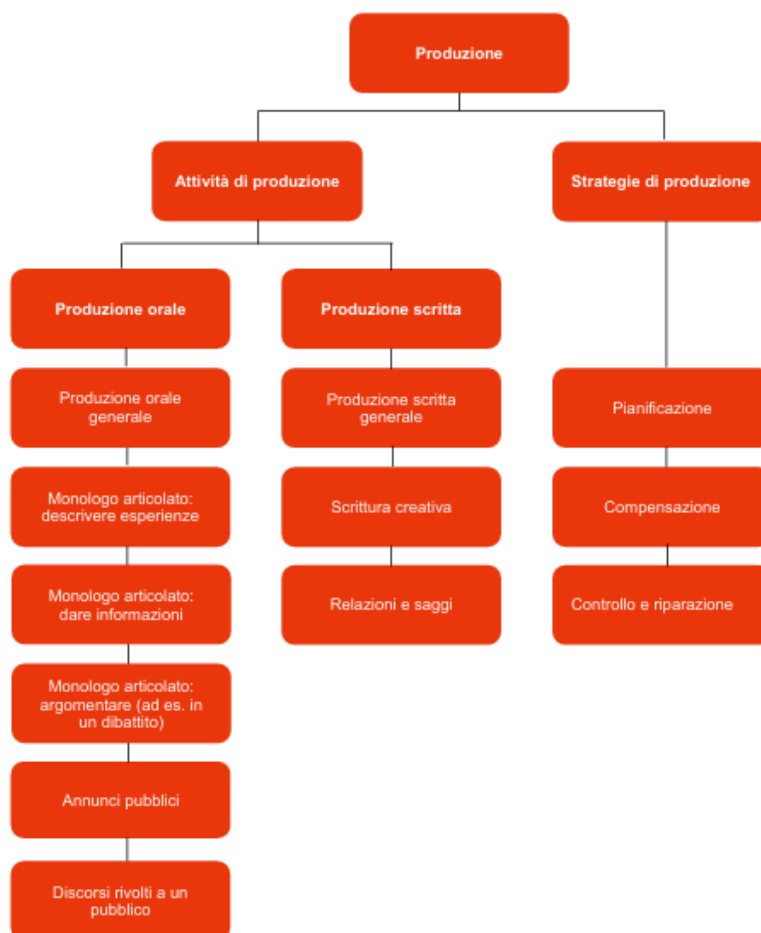 Produzione
Attività di produzione
Strategie di produzione
Produzione orale
Produzione scritta
Produzione orale
generale
Produzione scritta
generale
Pianificazione
Monologo articolato:
descrivere esperienze
Scrittura creativa
Compensazione
Monologo articolato:
dare informazioni
Relazioni e saggi
Controllo e riparazione
Monologo articolato:
argomentare (ad es. in
un dibattito)
Annunci pubblici
Discorsi rivolti a un
pubblico